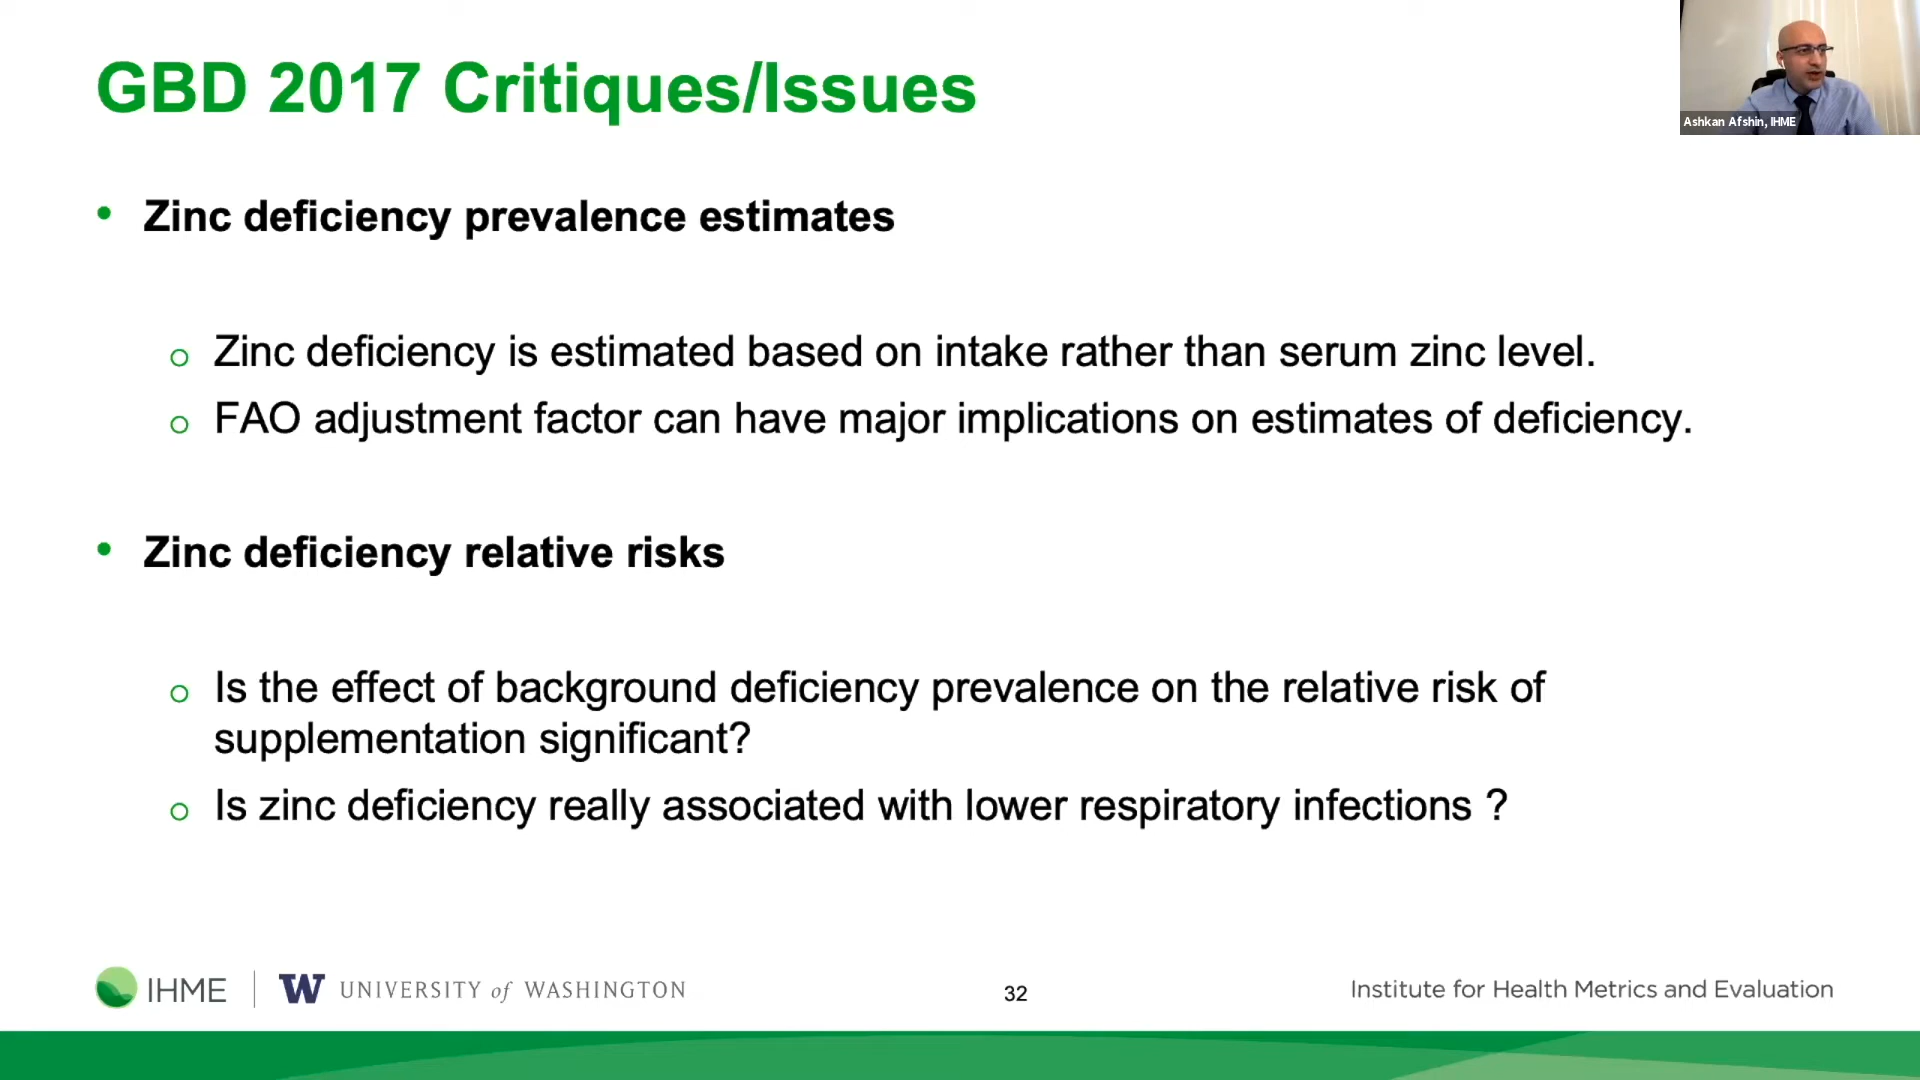 GBD 2017 Critiques/Issues
Ashkan Afshin, IHME
• Zinc deficiency prevalence estimates
o Zinc deficiency is estimated based on intake rather than serum zinc level.
o FAO adjustment factor can have major implications on estimates of deficiency.
• Zinc deficiency relative risks
o Is the effect of background deficiency prevalence on the relative risk of
supplementation significant?
o Is zinc deficiency really associated with lower respiratory infections ?
IHME | W UNIVERSITY of WASHINGTON
32
Institute for Health Metrics and Evaluation